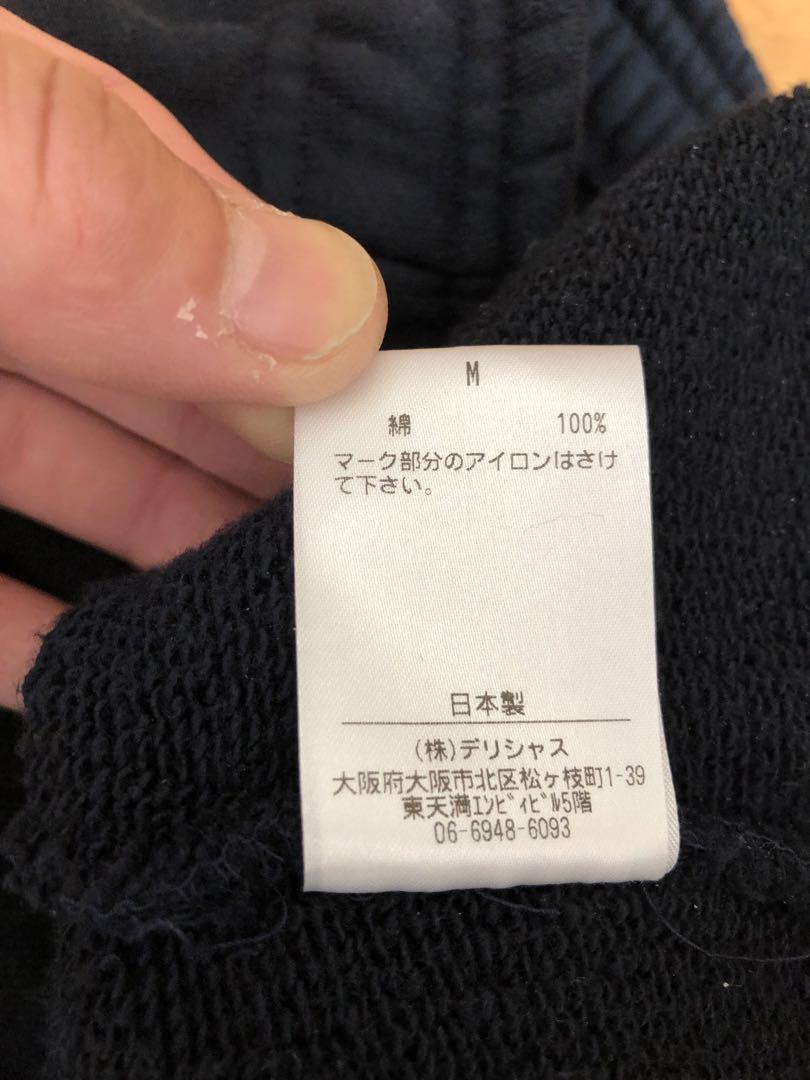 M
綿 100%
マーク部分のアイロンはさけ
て下さい。
日本製
(株)デリシャス
大阪府大阪市北区松ヶ枝町1-39
東天満ｴﾝﾋﾞｨﾋﾞﾙ5階
06-6948-6093